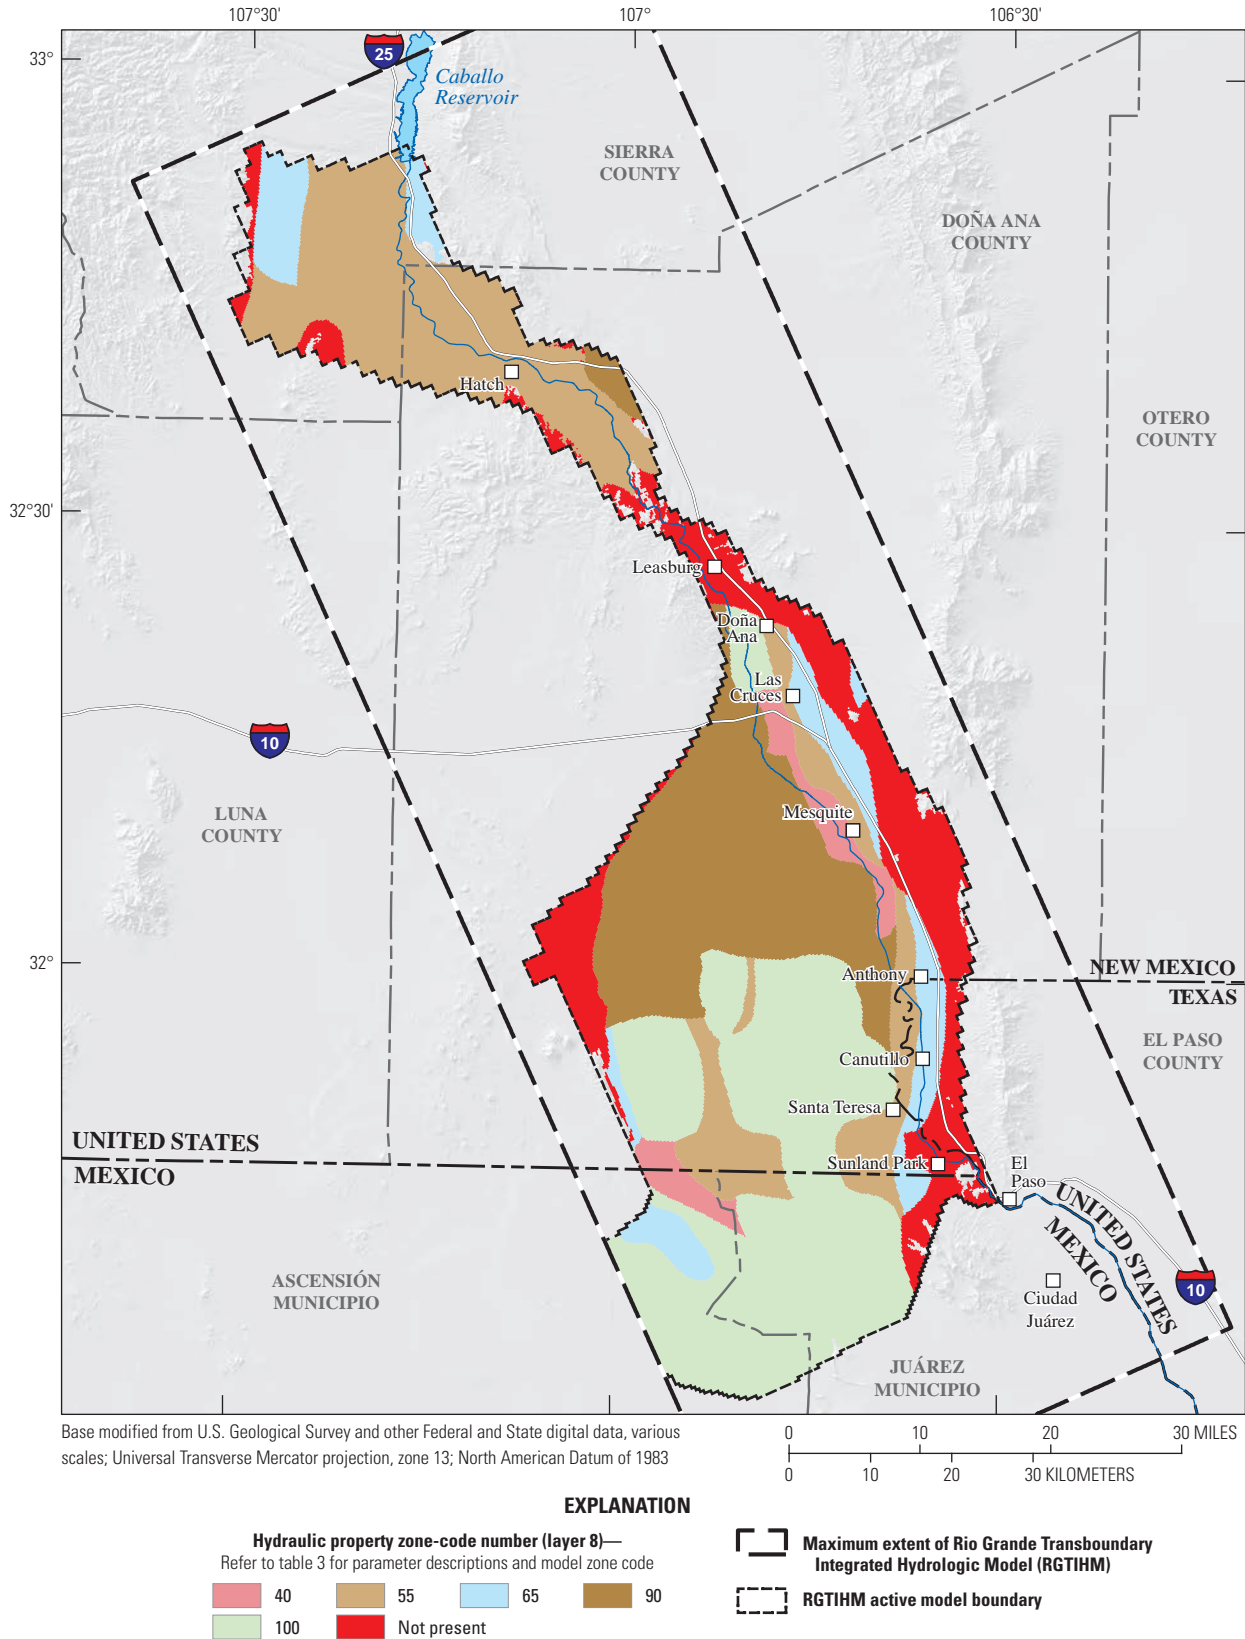 107°30'
107°
106°30'
33°
25
Caballo
Reservoir
SIERRA
COUNTY
DOÑA ANA
COUNTY
Hatch
OTERO
COUNTY
32°30'
Leasburg
Doña
Ana
Las
Cruces
10
LUNA
COUNTY
Mesquite
32°
Anthony
NEW MEXICO
TEXAS
EL PASO
COUNTY
Canutillo
Santa Teresa
UNITED STATES
MEXICO
Sunland Park
El
Paso
UNITED STATES
MEXICO
ASCENSIÓN
MUNICIPIO
Ciudad
Juárez
10
JUÁREZ
MUNICIPIO
Base modified from U.S. Geological Survey and other Federal and State digital data, various
scales; Universal Transverse Mercator projection, zone 13; North American Datum of 1983
0 10 20 30 MILES
0 10 20 30 KILOMETERS
EXPLANATION
Hydraulic property zone-code number (layer 8)—
Refer to table 3 for parameter descriptions and model zone code
40 55 65 90
100 Not present
Maximum extent of Rio Grande Transboundary
Integrated Hydrologic Model (RGTIHM)
RGTIHM active model boundary